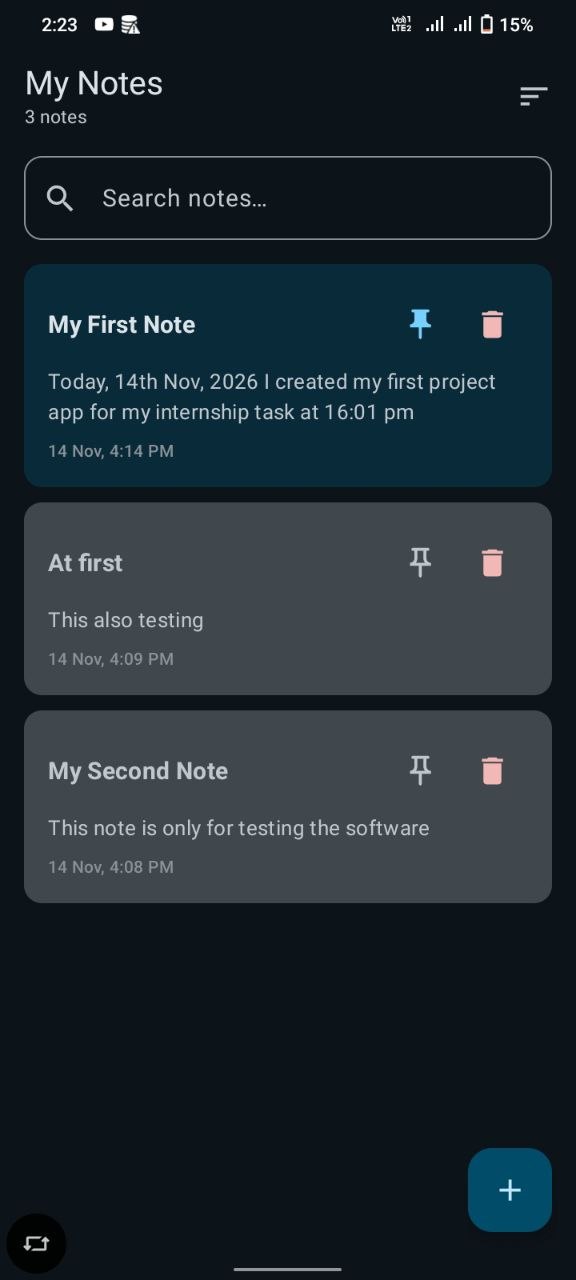 2:23
Vo) 1
LTE2
15%
My Notes
3 notes
Search notes...
My First Note
Today, 14th Nov, 2026 I created my first project
app for my internship task at 16:01 pm
14 Nov, 4:14 PM
At first
This also testing
14 Nov, 4:09 PM
My Second Note
This note is only for testing the software
14 Nov, 4:08 PM